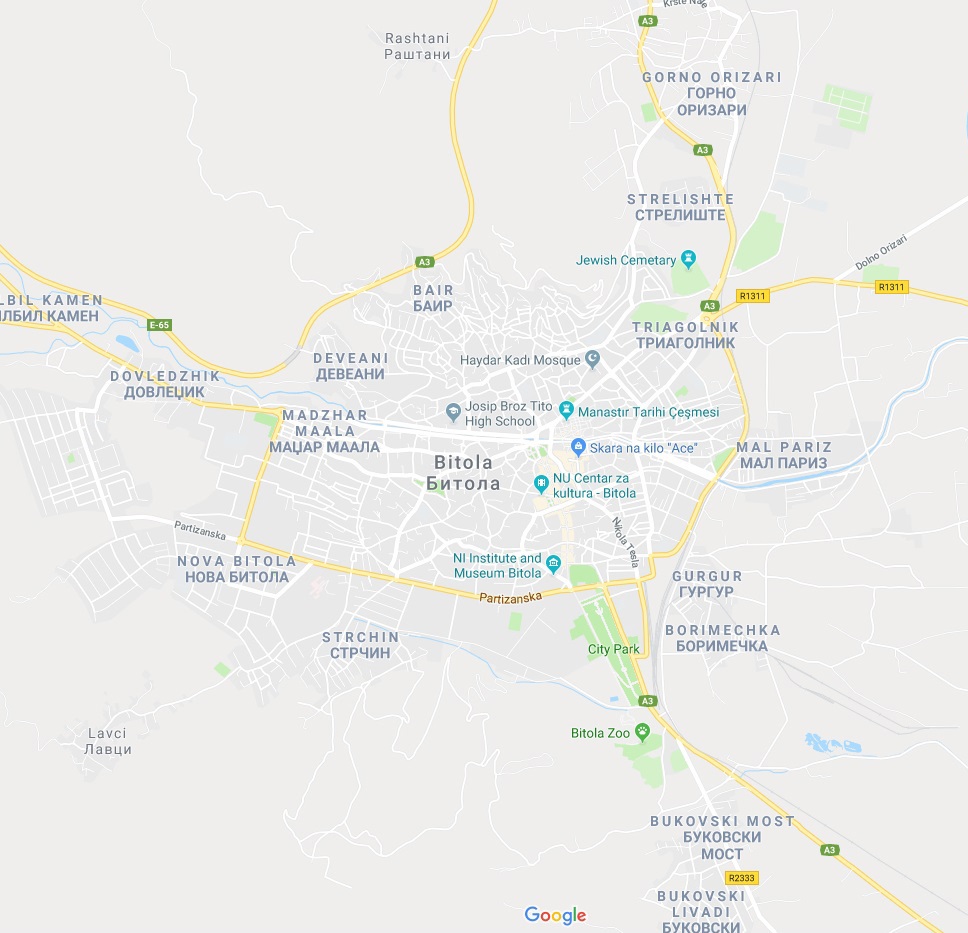 Krste Na
Rashtani
Раштани
A3
GORNO ORIZARI
ГОРНО
ОРИЗАРИ
A3
STRELISHTE
СТРЕЛИШТЕ
Dolno Orizari
Jewish Cemetary
A3
R1311
R1311
BAIR
БАИР
LBIL KAMEN
ЛБИЛ КАМЕН
A3
E-65
TRIAGOLNIK
ТРИАГОЛНИК
DEVEANI
ДЕВЕАНИ
Haydar Kadı Mosque
DOVLEDZHIK
ДОВЛЕЏИК
MADZHAR
MAALA
МАЏАР МААЛА
Josip Broz Tito
High School
Manastır Tarihi Çeşmesi
Skara na kilo "Ace"
MAL PARIZ
МАЛ ПАРИЗ
Bitola
Битола
NU Centar za
kultura - Bitola
Partizanska
Nikola Tesla
NOVA BITOLA
НОВА БИТОЛА
NI Institute and
Museum Bitola
GURGUR
ГУРГУР
Partizanska
BORIMECHKA
БОРИМЕЧКА
STRCHIN
СТРЧИН
City Park
A3
Lavci
Лавци
Bitola Zoo
BUKOVSKI MOST
БУКОВСКИ
МОСТ
A3
R2333
BUKOVSKI
LIVADI
БУКОВСКИ
Google